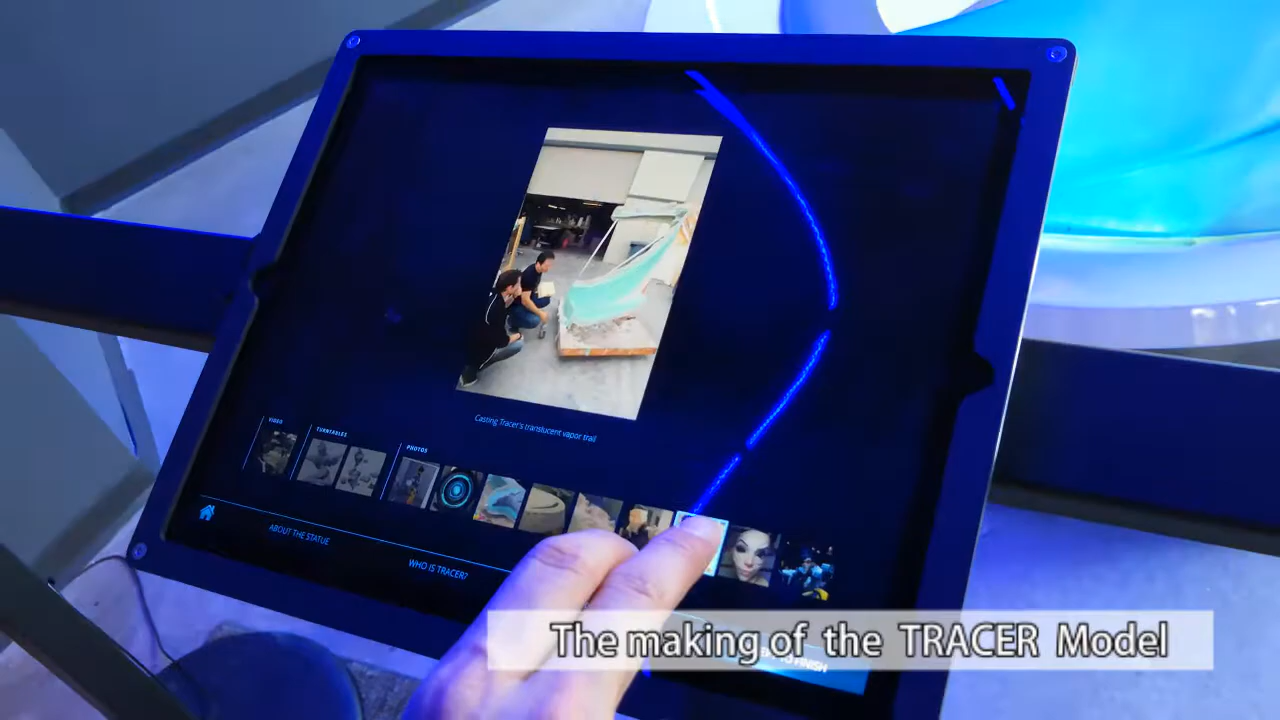 Casting Tracer's translucent vapor trail
VIDEO
TURNTABLES
PHOTOS
ABOUT THE STATUE
WHO IS TRACER?
FINISH
The making of the TRACER Model